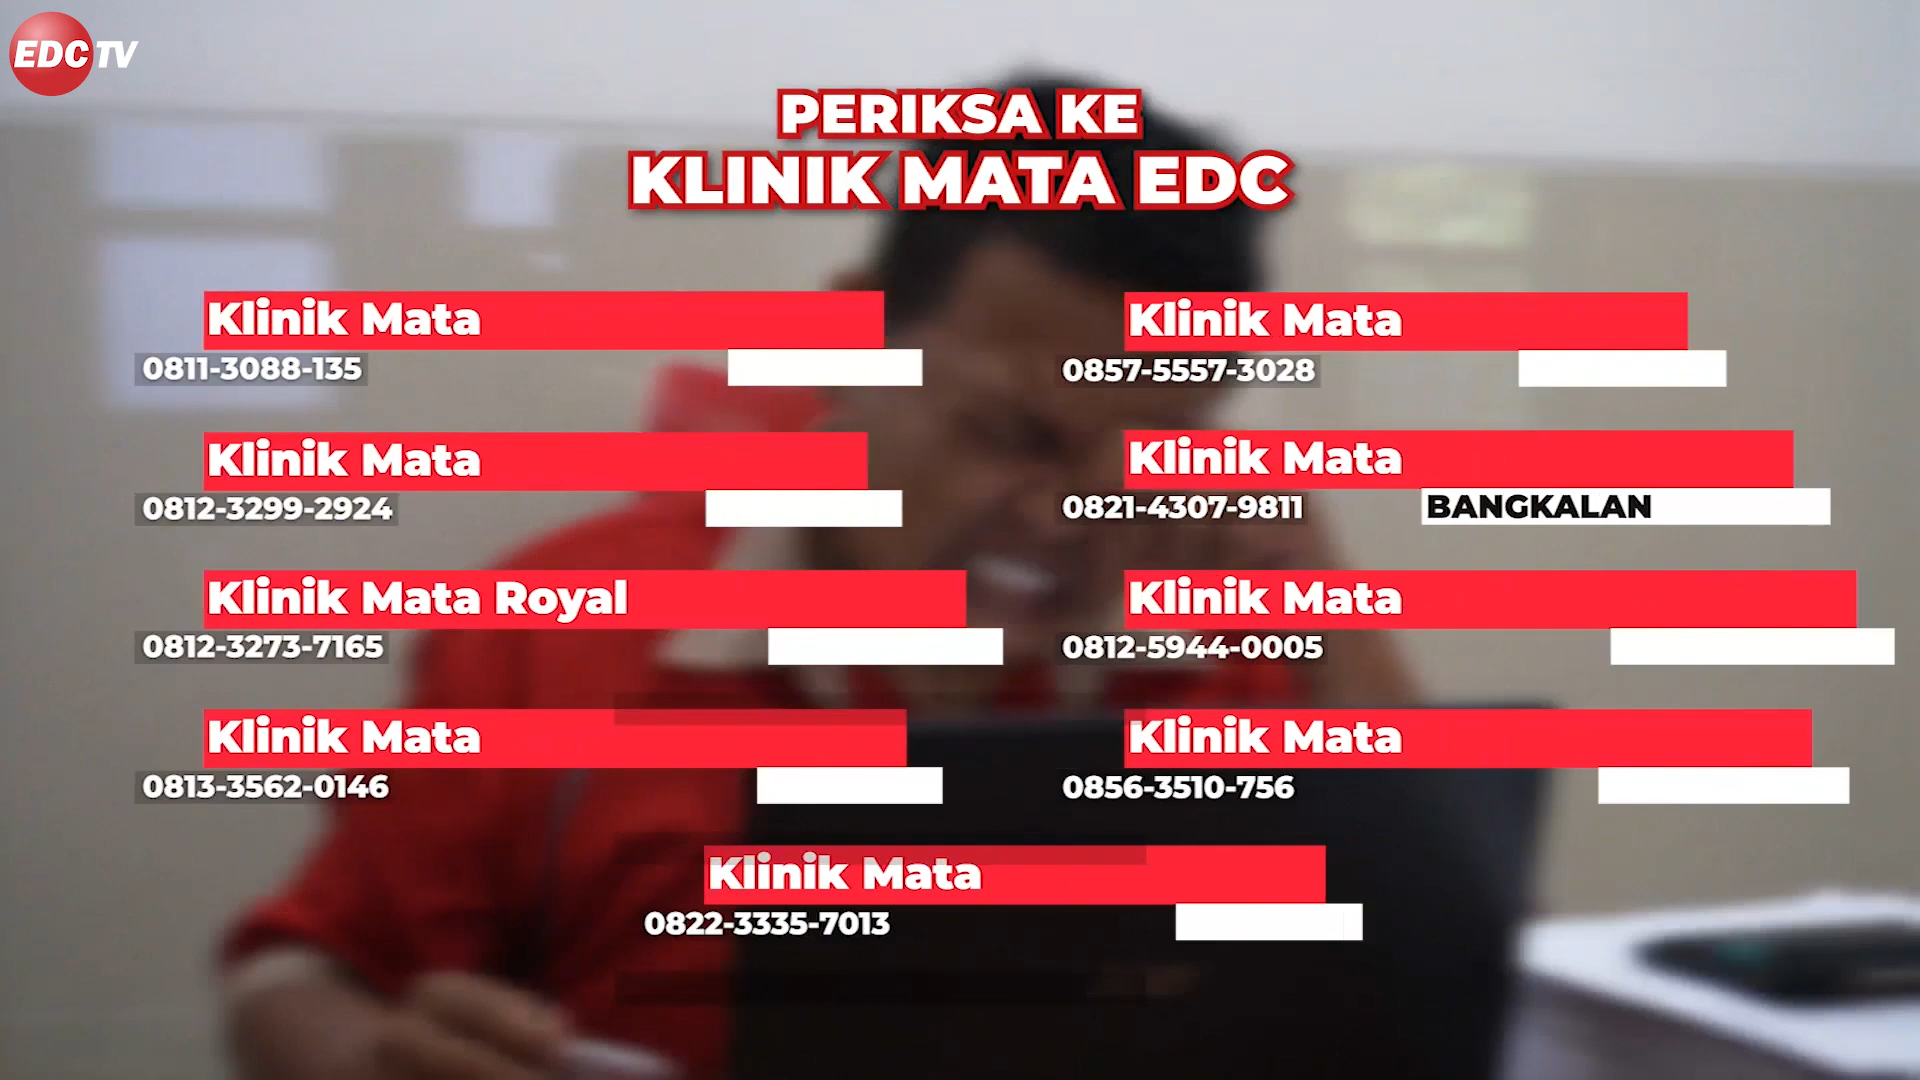 EDC TV
PERIKSA KE
KLINIK MATA EDC
Klinik Mata
0811-3088-135
Klinik Mata
0857-5557-3028
Klinik Mata
0812-3299-2924
Klinik Mata
0821-4307-9811
BANGKALAN
Klinik Mata Royal
0812-3273-7165
Klinik Mata
0812-5944-0005
Klinik Mata
0813-3562-0146
Klinik Mata
0856-3510-756
Klinik Mata
0822-3335-7013